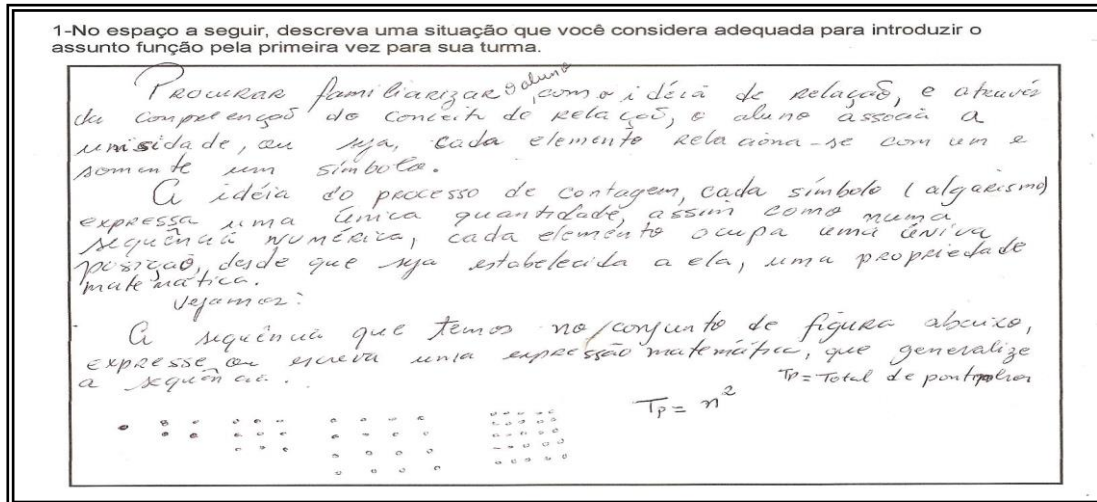 1-No espaço a seguir, descreva uma situação que você considera adequada para introduzir o
assunto função pela primeira vez para sua turma.
Procurar familiarizar o aluno, com a idéia de relação, e através
da compreenção do conceito de relação, o aluno associa a
unisidade, ou seja, cada elemento relaciona-se com um e
somente um símbolo.
A idéia do processo de contagem, cada símbolo (algarismo)
expressa uma única quantidade, assim como numa
sequência numérica, cada elemento ocupa uma única
posição, desde que seja estabelecida a ela, uma propriedade
matemática.
Vejamos:
A sequência que temos no conjunto de figura abaixo,
expresse ou escreva uma expressão matemática, que generalize
a sequência.
Tp = Total de
Tp = n²